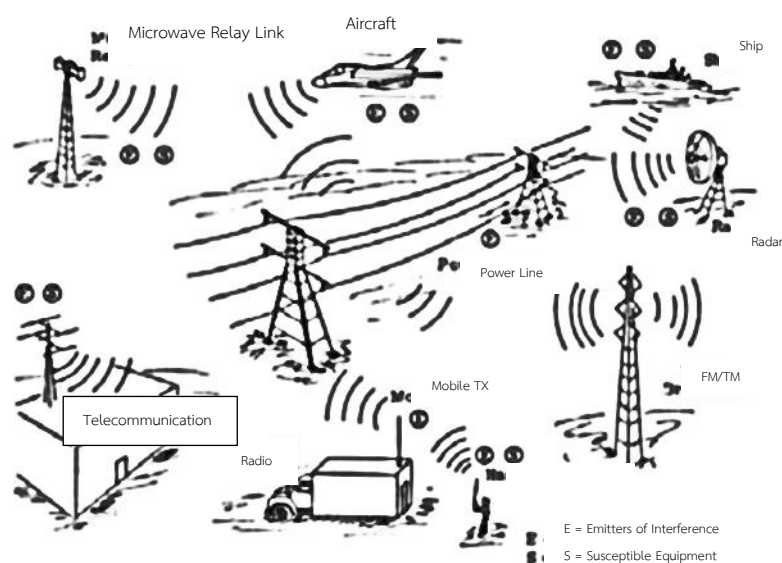 Microwave Relay Link
Aircraft
Ship
E S
E S
E S
E S
Radar
E
Power Line
E S
Mobile TX
FM/TM
E
Telecommunication
Radio
E S
E = Emitters of Interference
S = Susceptible Equipment